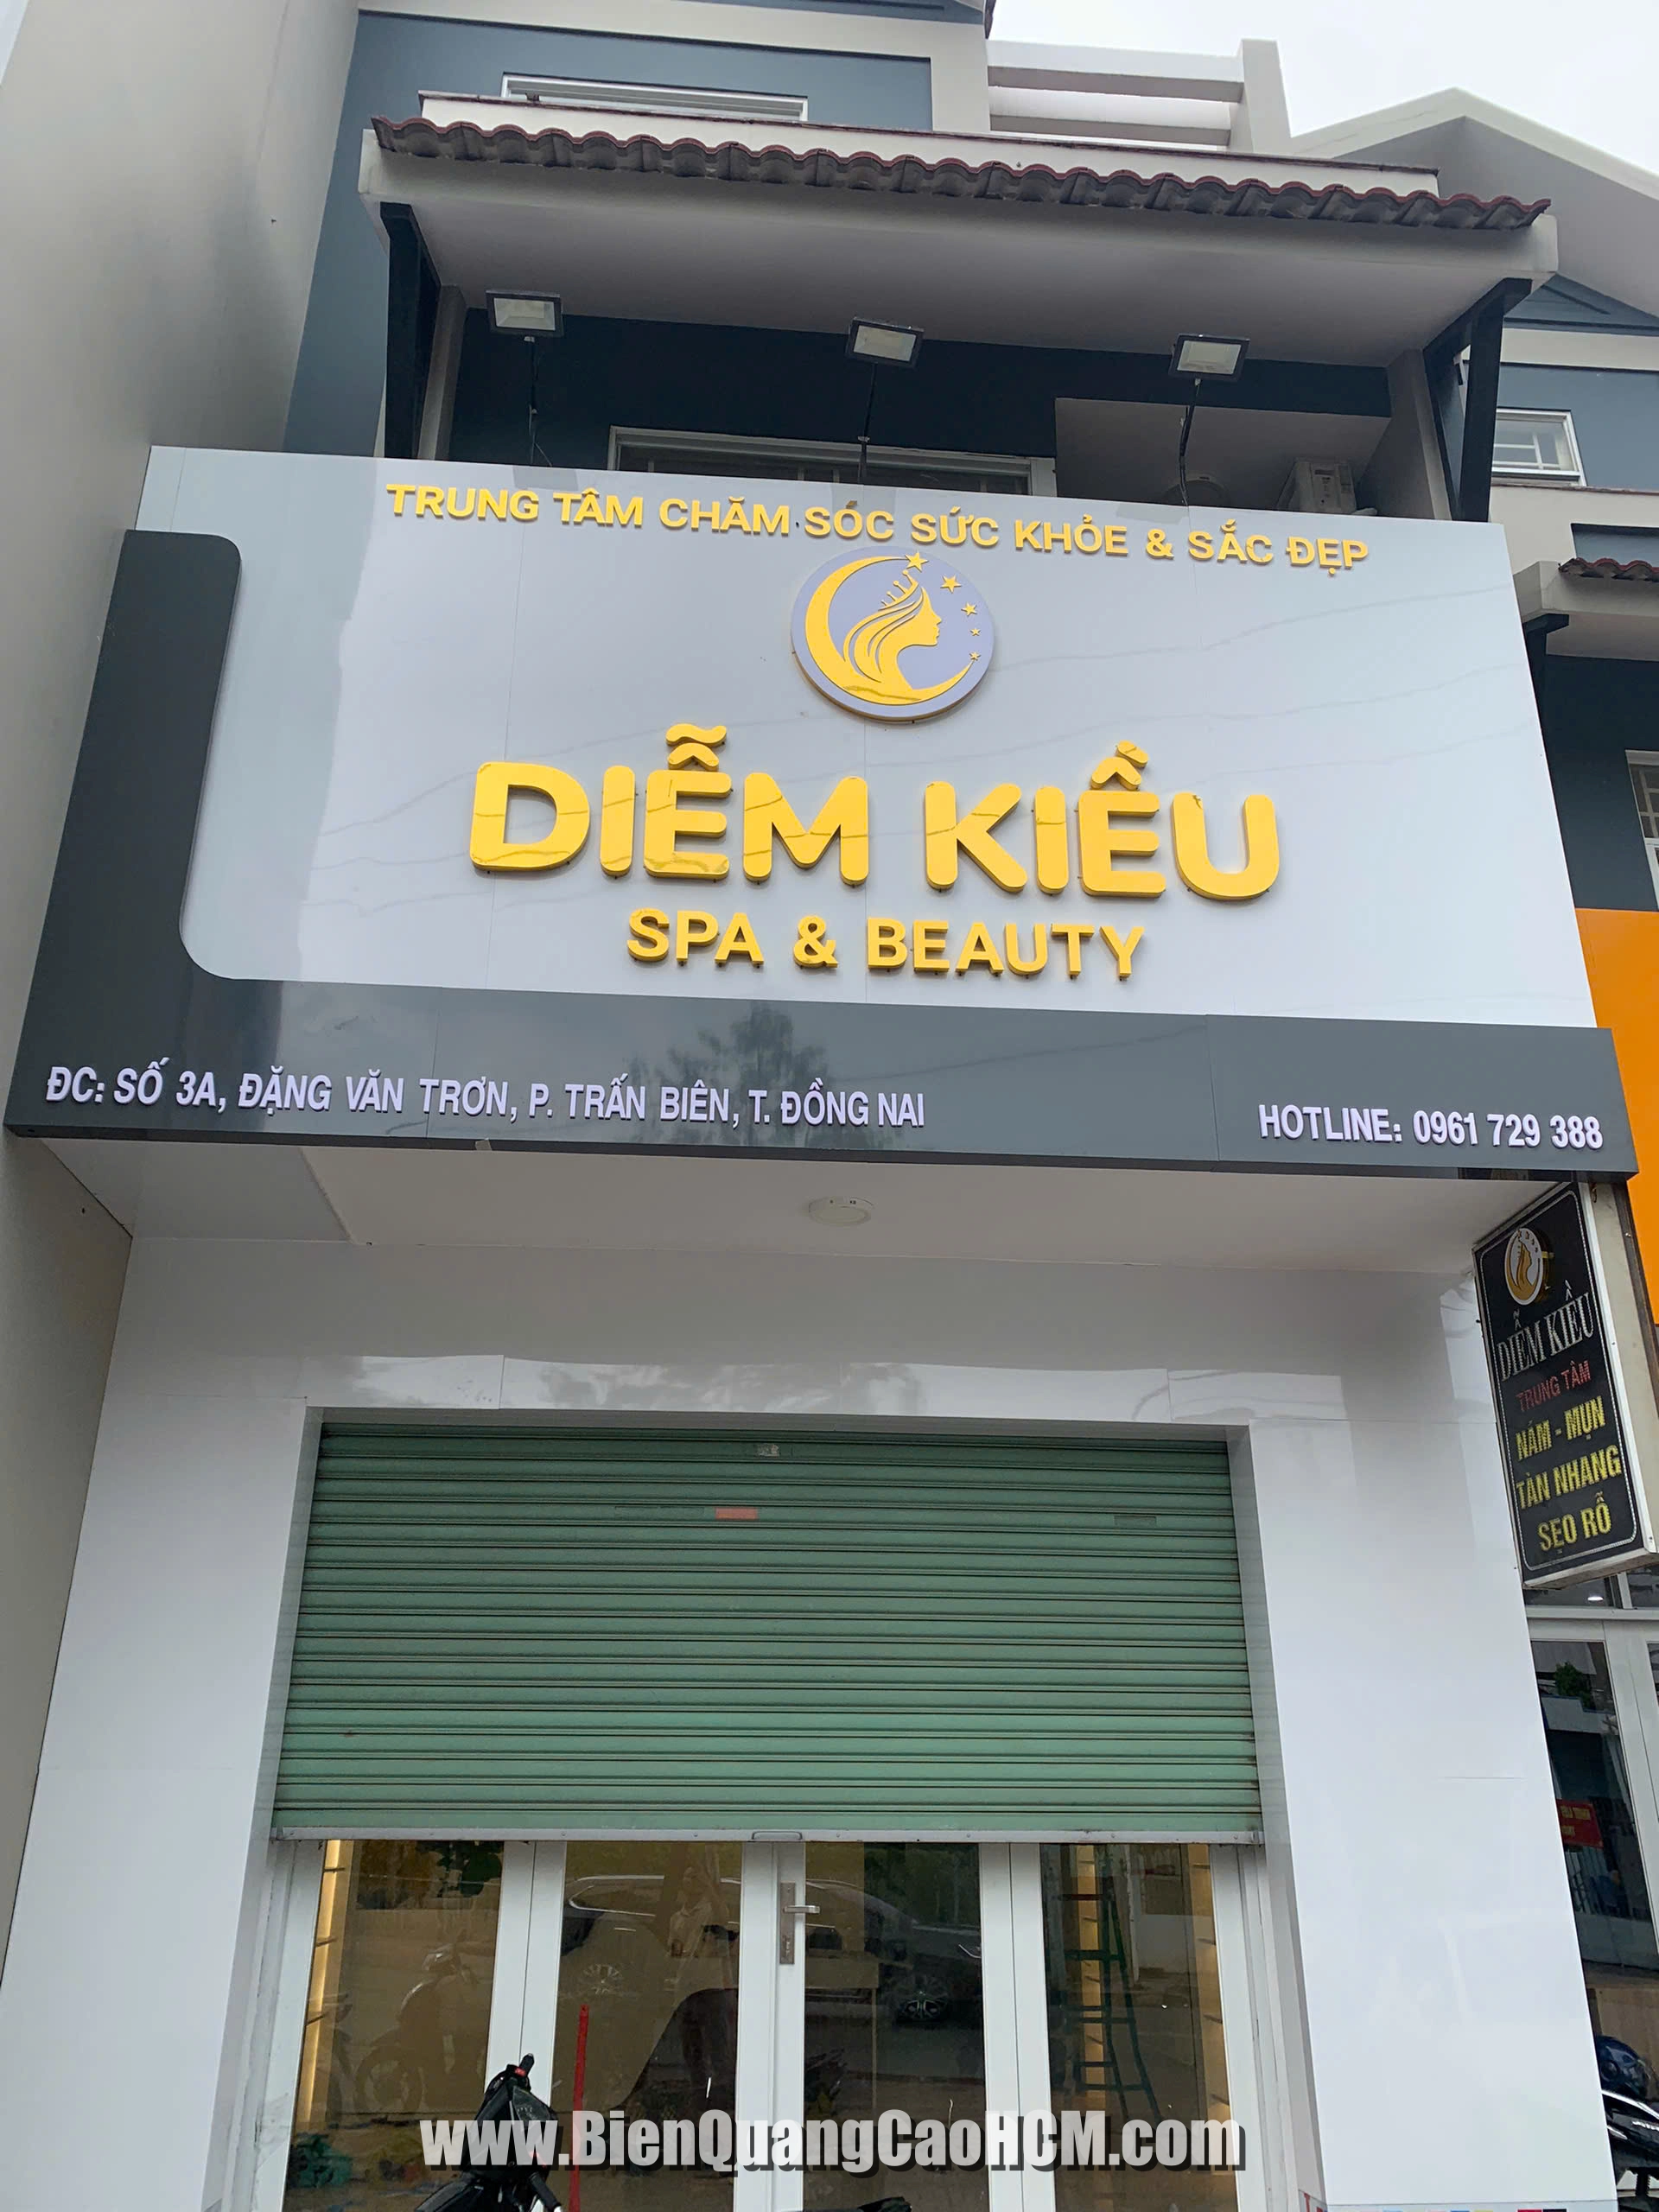 TRUNG TÂM CHĂM SÓC SỨC KHỎE & SẮC ĐẸP
DIỄM KIỀU
SPA & BEAUTY
ĐC: SỐ 3A, ĐẶNG VĂN TRƠN, P. TRẤN BIÊN, T. ĐỒNG NAI
HOTLINE: 0961 729 388
DIỄM KIỀU
TRUNG TÂM
NÁM - MỤN
TÀN NHANG
SẸO RỖ
www.BienQuangCaoHCM.com